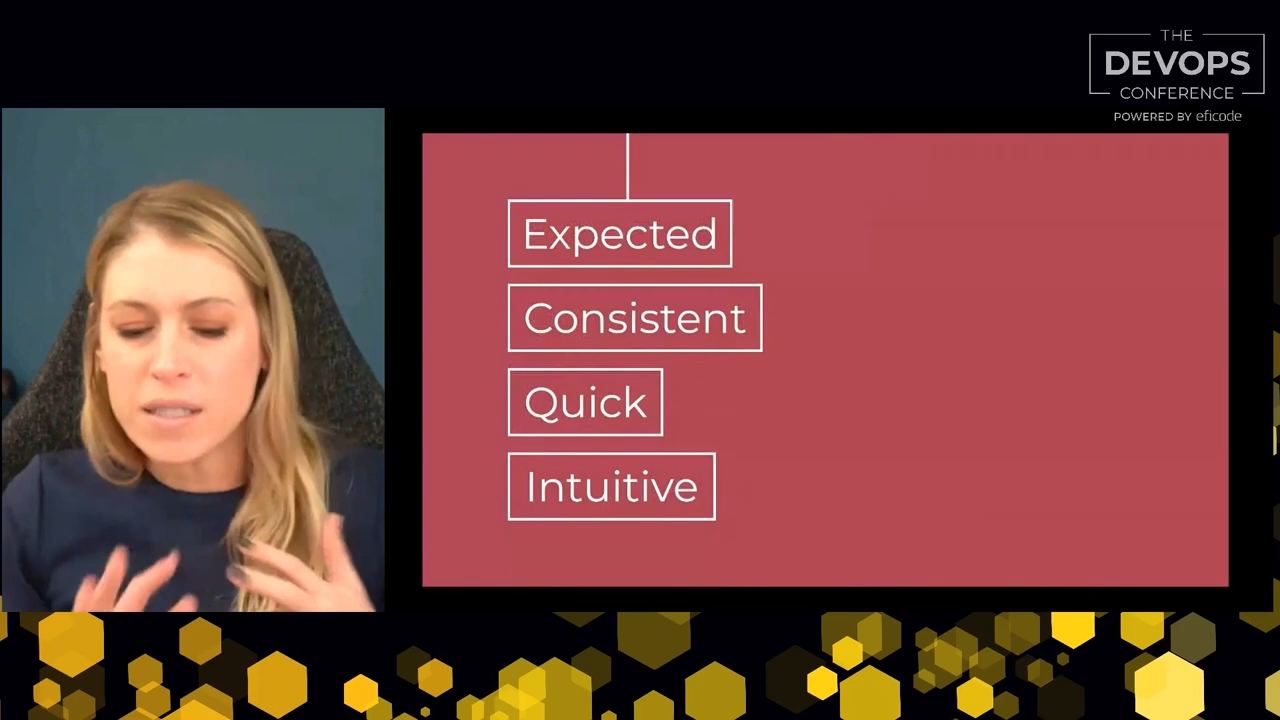 THE
DEVOPS
CONFERENCE
POWERED BY eficode
Expected
Consistent
Quick
Intuitive